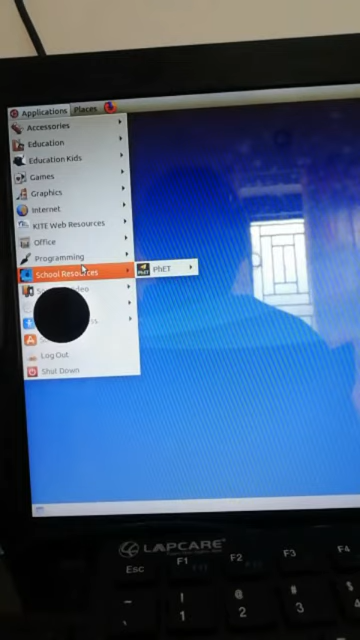 Applications Places
Accessories
Education
Education Kids
Games
Graphics
Internet
KITE Web Resources
Office
Programming
School Resources PhET
Log Out
Shut Down
LAPCARE
Esc F1 F2 F3 F4
~ ! @ # $
1 2 3